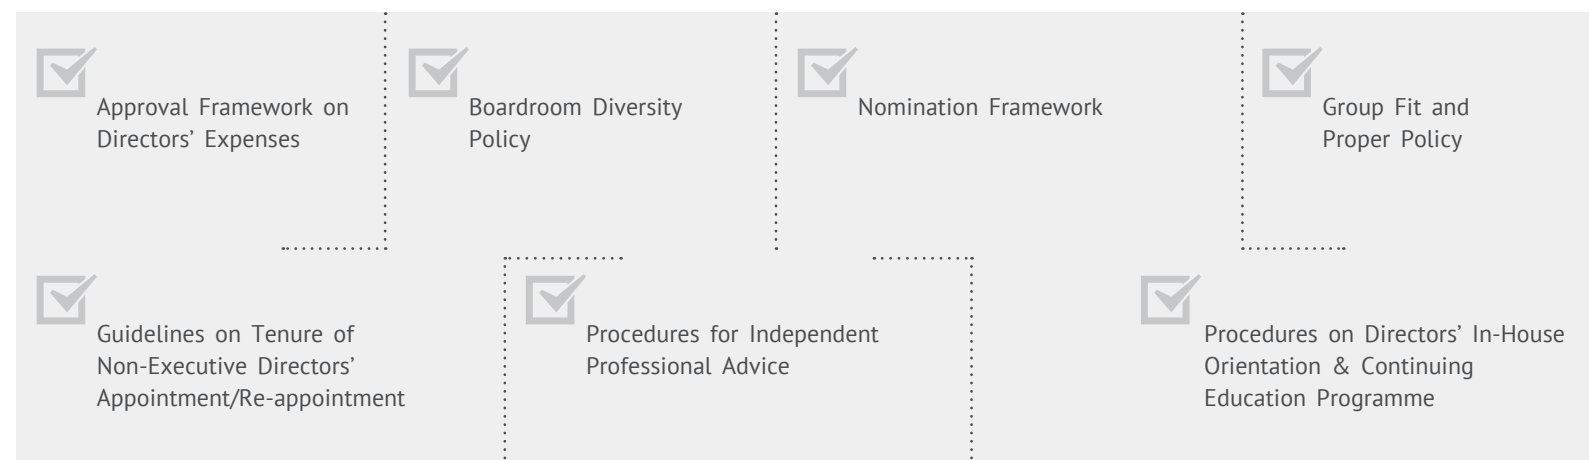 Approval Framework on
Directors’ Expenses
Boardroom Diversity
Policy
Nomination Framework
Group Fit and
Proper Policy
Guidelines on Tenure of
Non-Executive Directors’
Appointment/Re-appointment
Procedures for Independent
Professional Advice
Procedures on Directors’ In-House
Orientation & Continuing
Education Programme